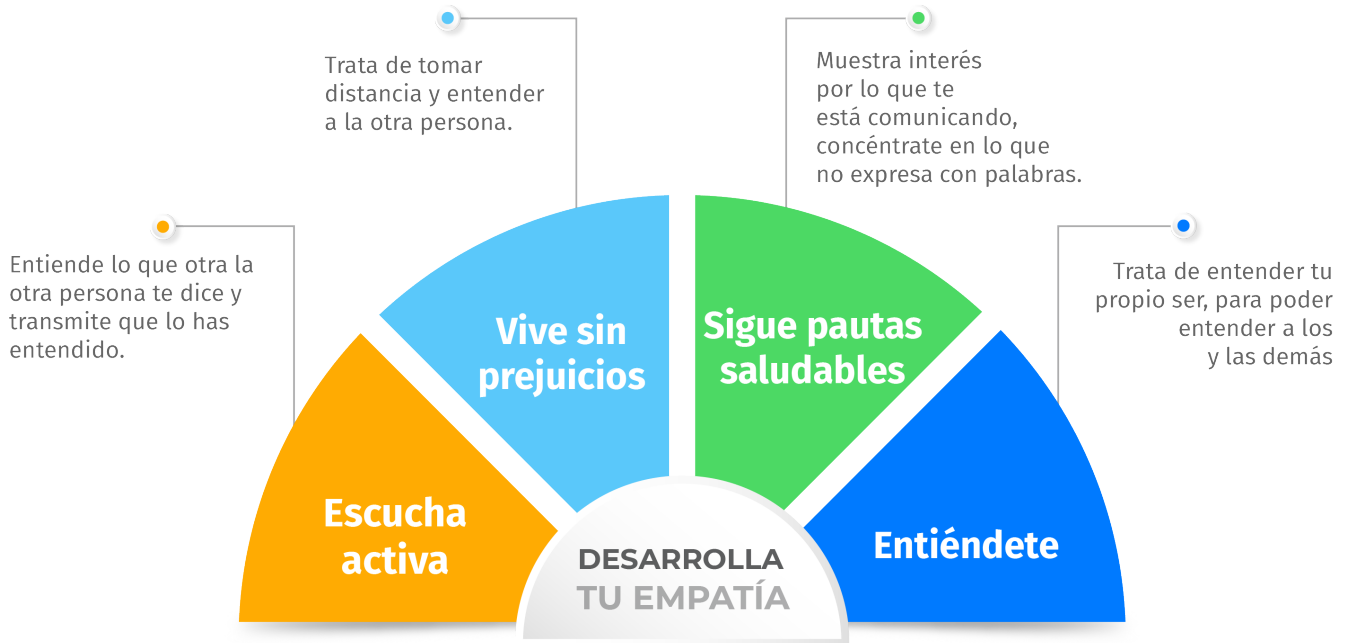 Trata de tomar
distancia y entender
a la otra persona.
Muestra interés
por lo que te
está comunicando,
concéntrate en lo que
no expresa con palabras.
Entiende lo que otra la
otra persona te dice y
transmite que lo has
entendido.
Trata de entender tu
propio ser, para poder
entender a los
y las demás
Vive sin
prejuicios
Sigue pautas
saludables
Escucha
activa
Entiéndete
DESARROLLA
TU EMPATÍA